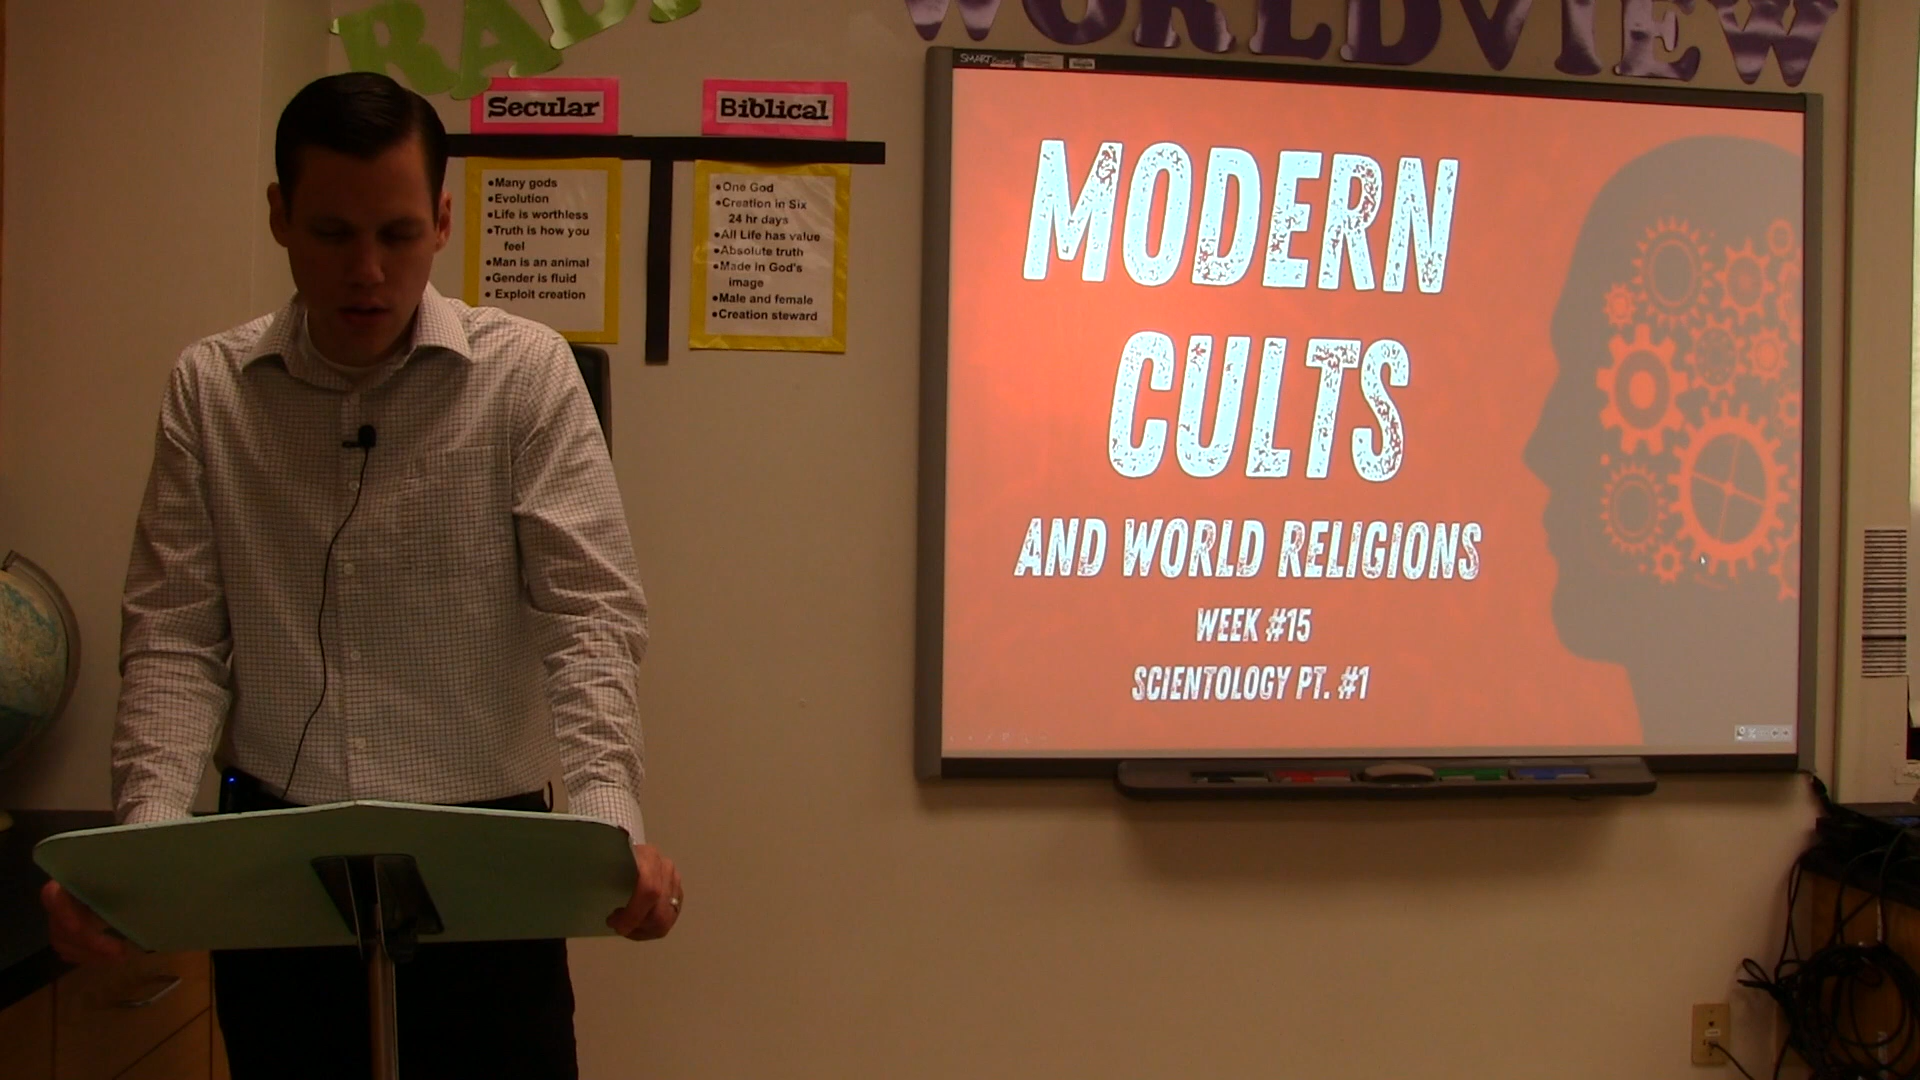 WORLDVIEW
Secular
•Many gods
•Evolution
•Life is worthless
•Truth is how you
feel
•Man is an animal
•Gender is fluid
• Exploit creation
Biblical
•One God
•Creation in Six
24 hr days
•All Life has value
•Absolute truth
•Made in God's
image
•Male and female
•Creation steward
SMART
MODERN
CULTS
AND WORLD RELIGIONS
WEEK #15
SCIENTOLOGY PT. #1